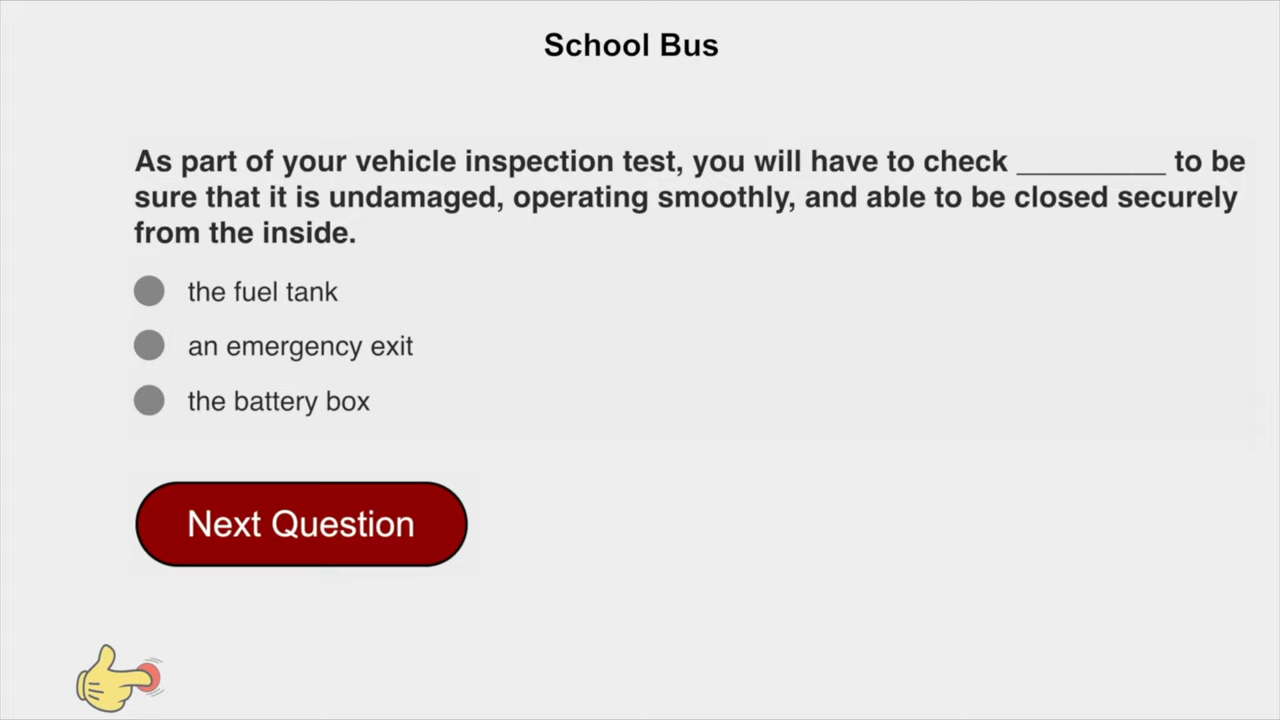 School Bus
As part of your vehicle inspection test, you will have to check _________ to be
sure that it is undamaged, operating smoothly, and able to be closed securely
from the inside.
the fuel tank
an emergency exit
the battery box
Next Question